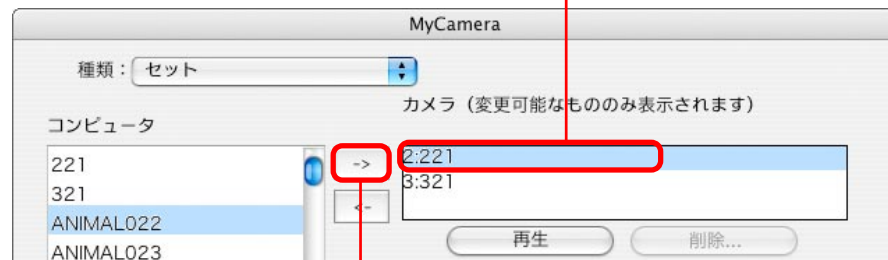 MyCamera
種類：セット
カメラ（変更可能なもののみ表示されます）
コンピュータ
221
321
ANIMAL022
ANIMAL023
->
<-
2:221
3:321
再生
削除...